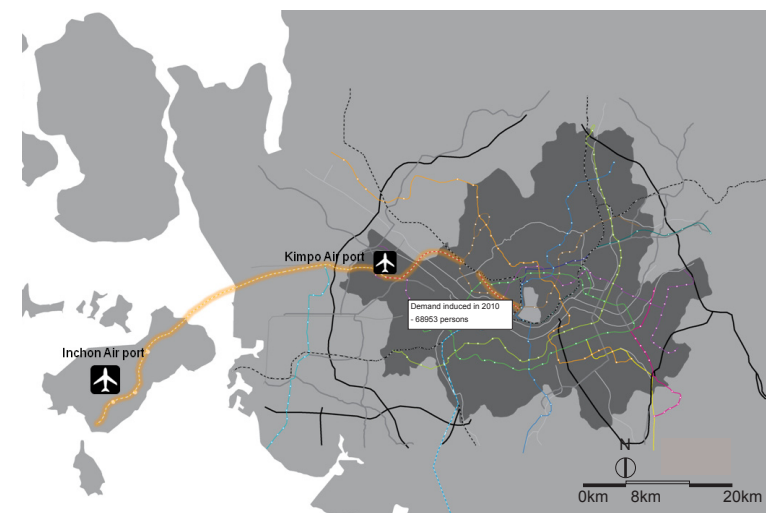 Kimpo Air port
Demand induced in 2010
- 68953 persons
Inchon Air port
N
0km 8km 20km